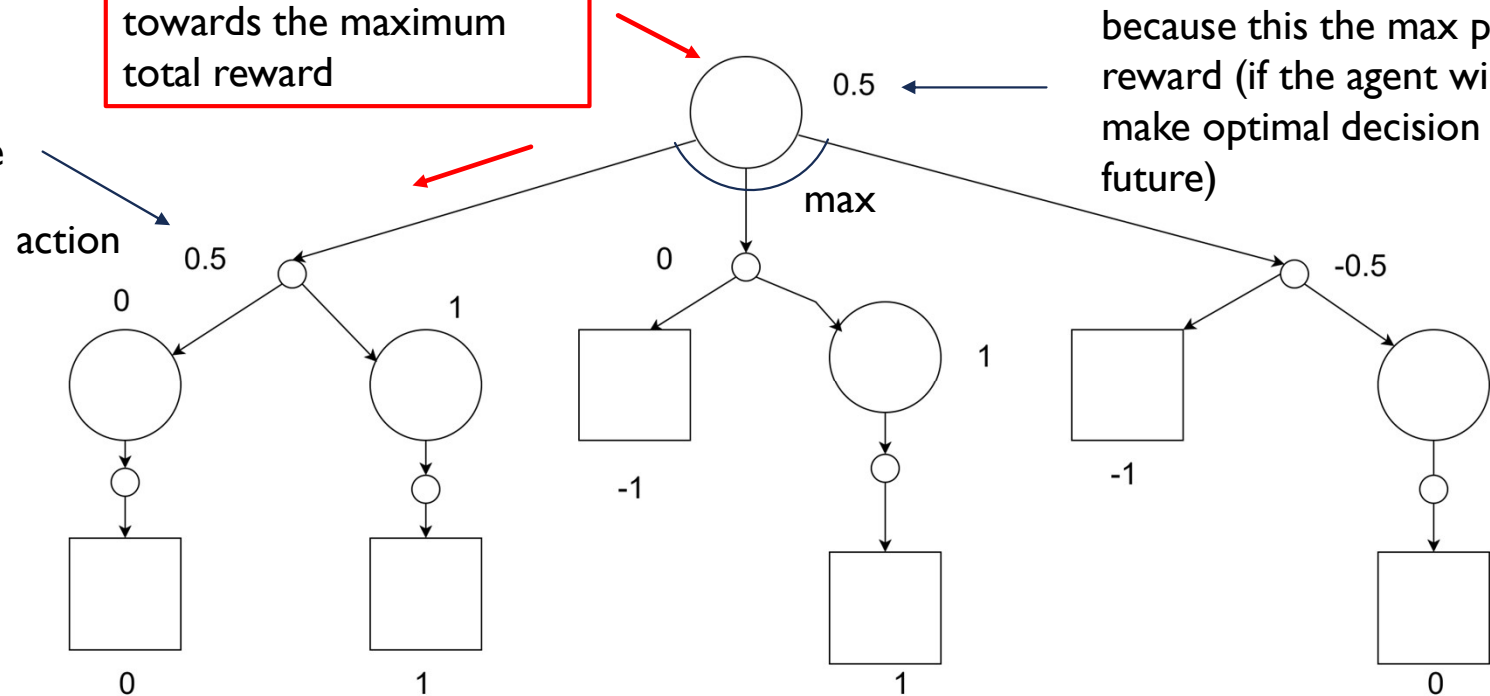 towards the maximum
total reward
because this the max p
reward (if the agent wi
make optimal decision
future)
0.5
e
max
action
0.5
0
-0.5
0
1
1
-1
-1
0
1
1
0